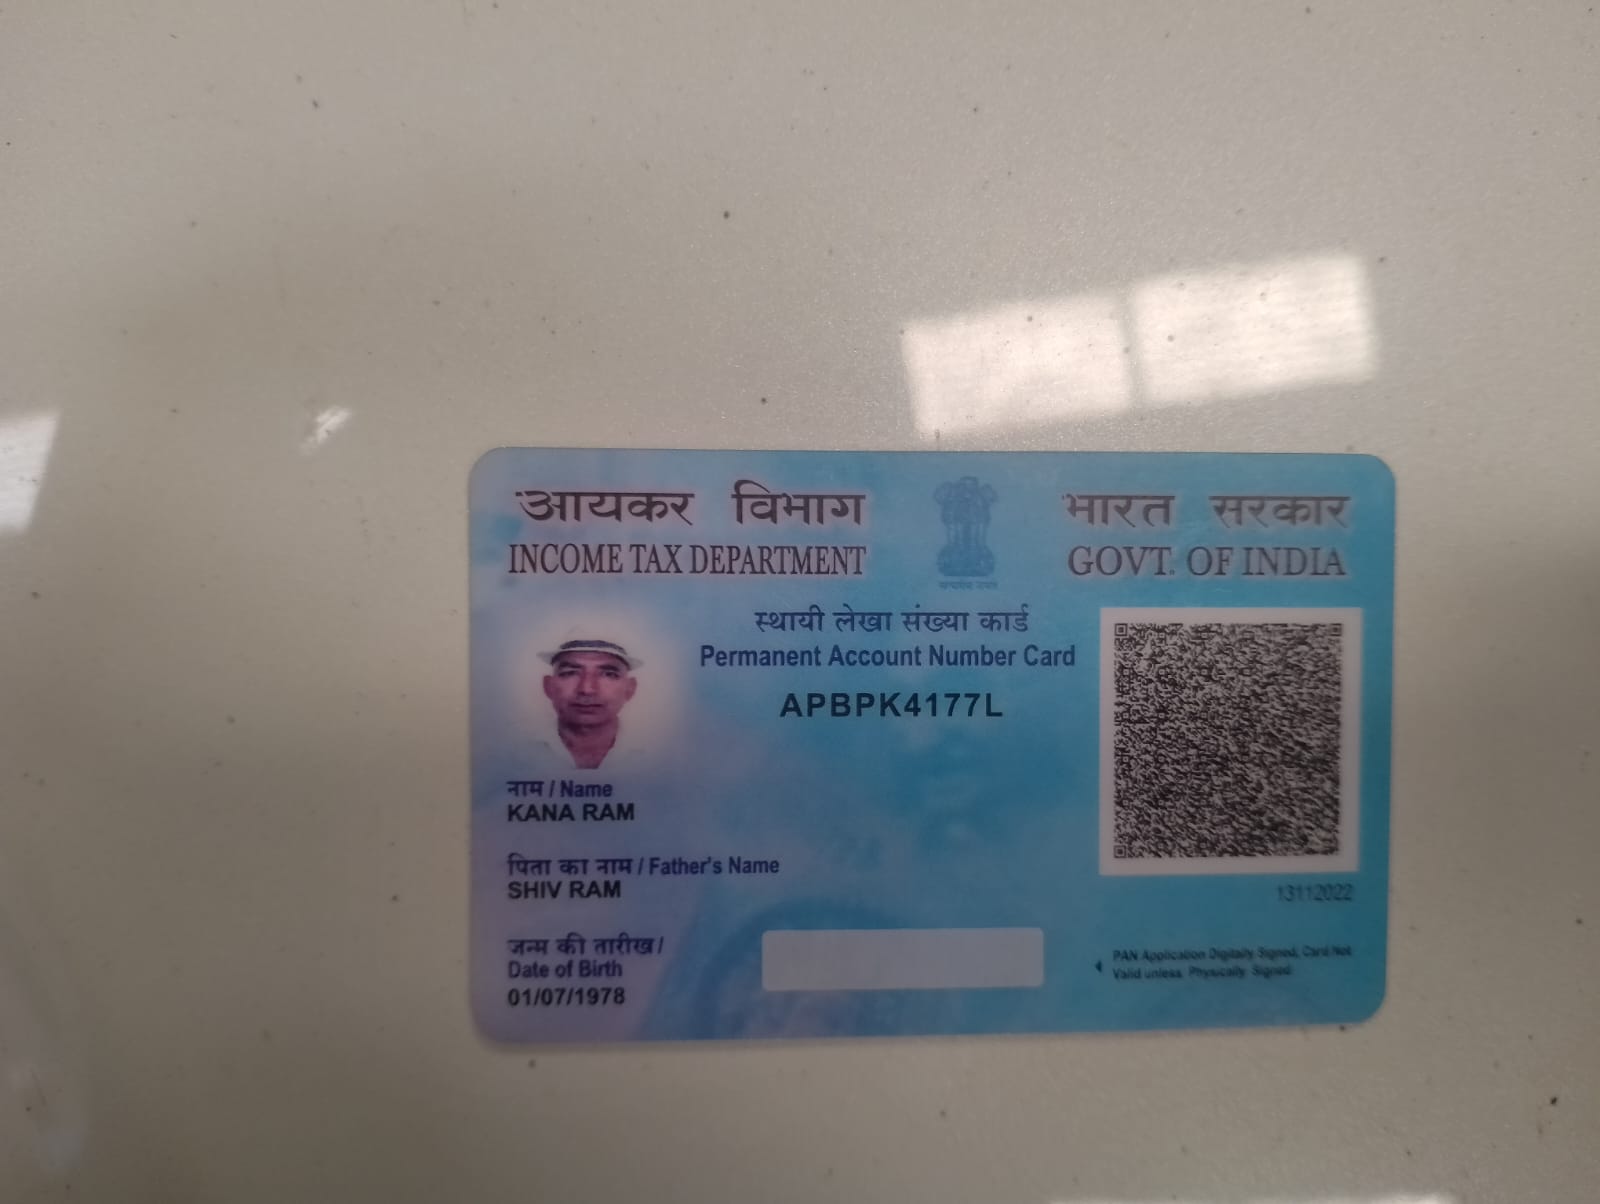 आयकर विभाग
INCOME TAX DEPARTMENT
भारत सरकार
GOVT. OF INDIA
सत्यमेव जयते
स्थायी लेखा संख्या कार्ड
Permanent Account Number Card
APBPK4177L
नाम / Name
KANA RAM
पिता का नाम / Father's Name
SHIV RAM
जन्म की तारीख /
Date of Birth
01/07/1978
13112022
PAN Application Digitally Signed, Card Not
Valid unless Physically Signed